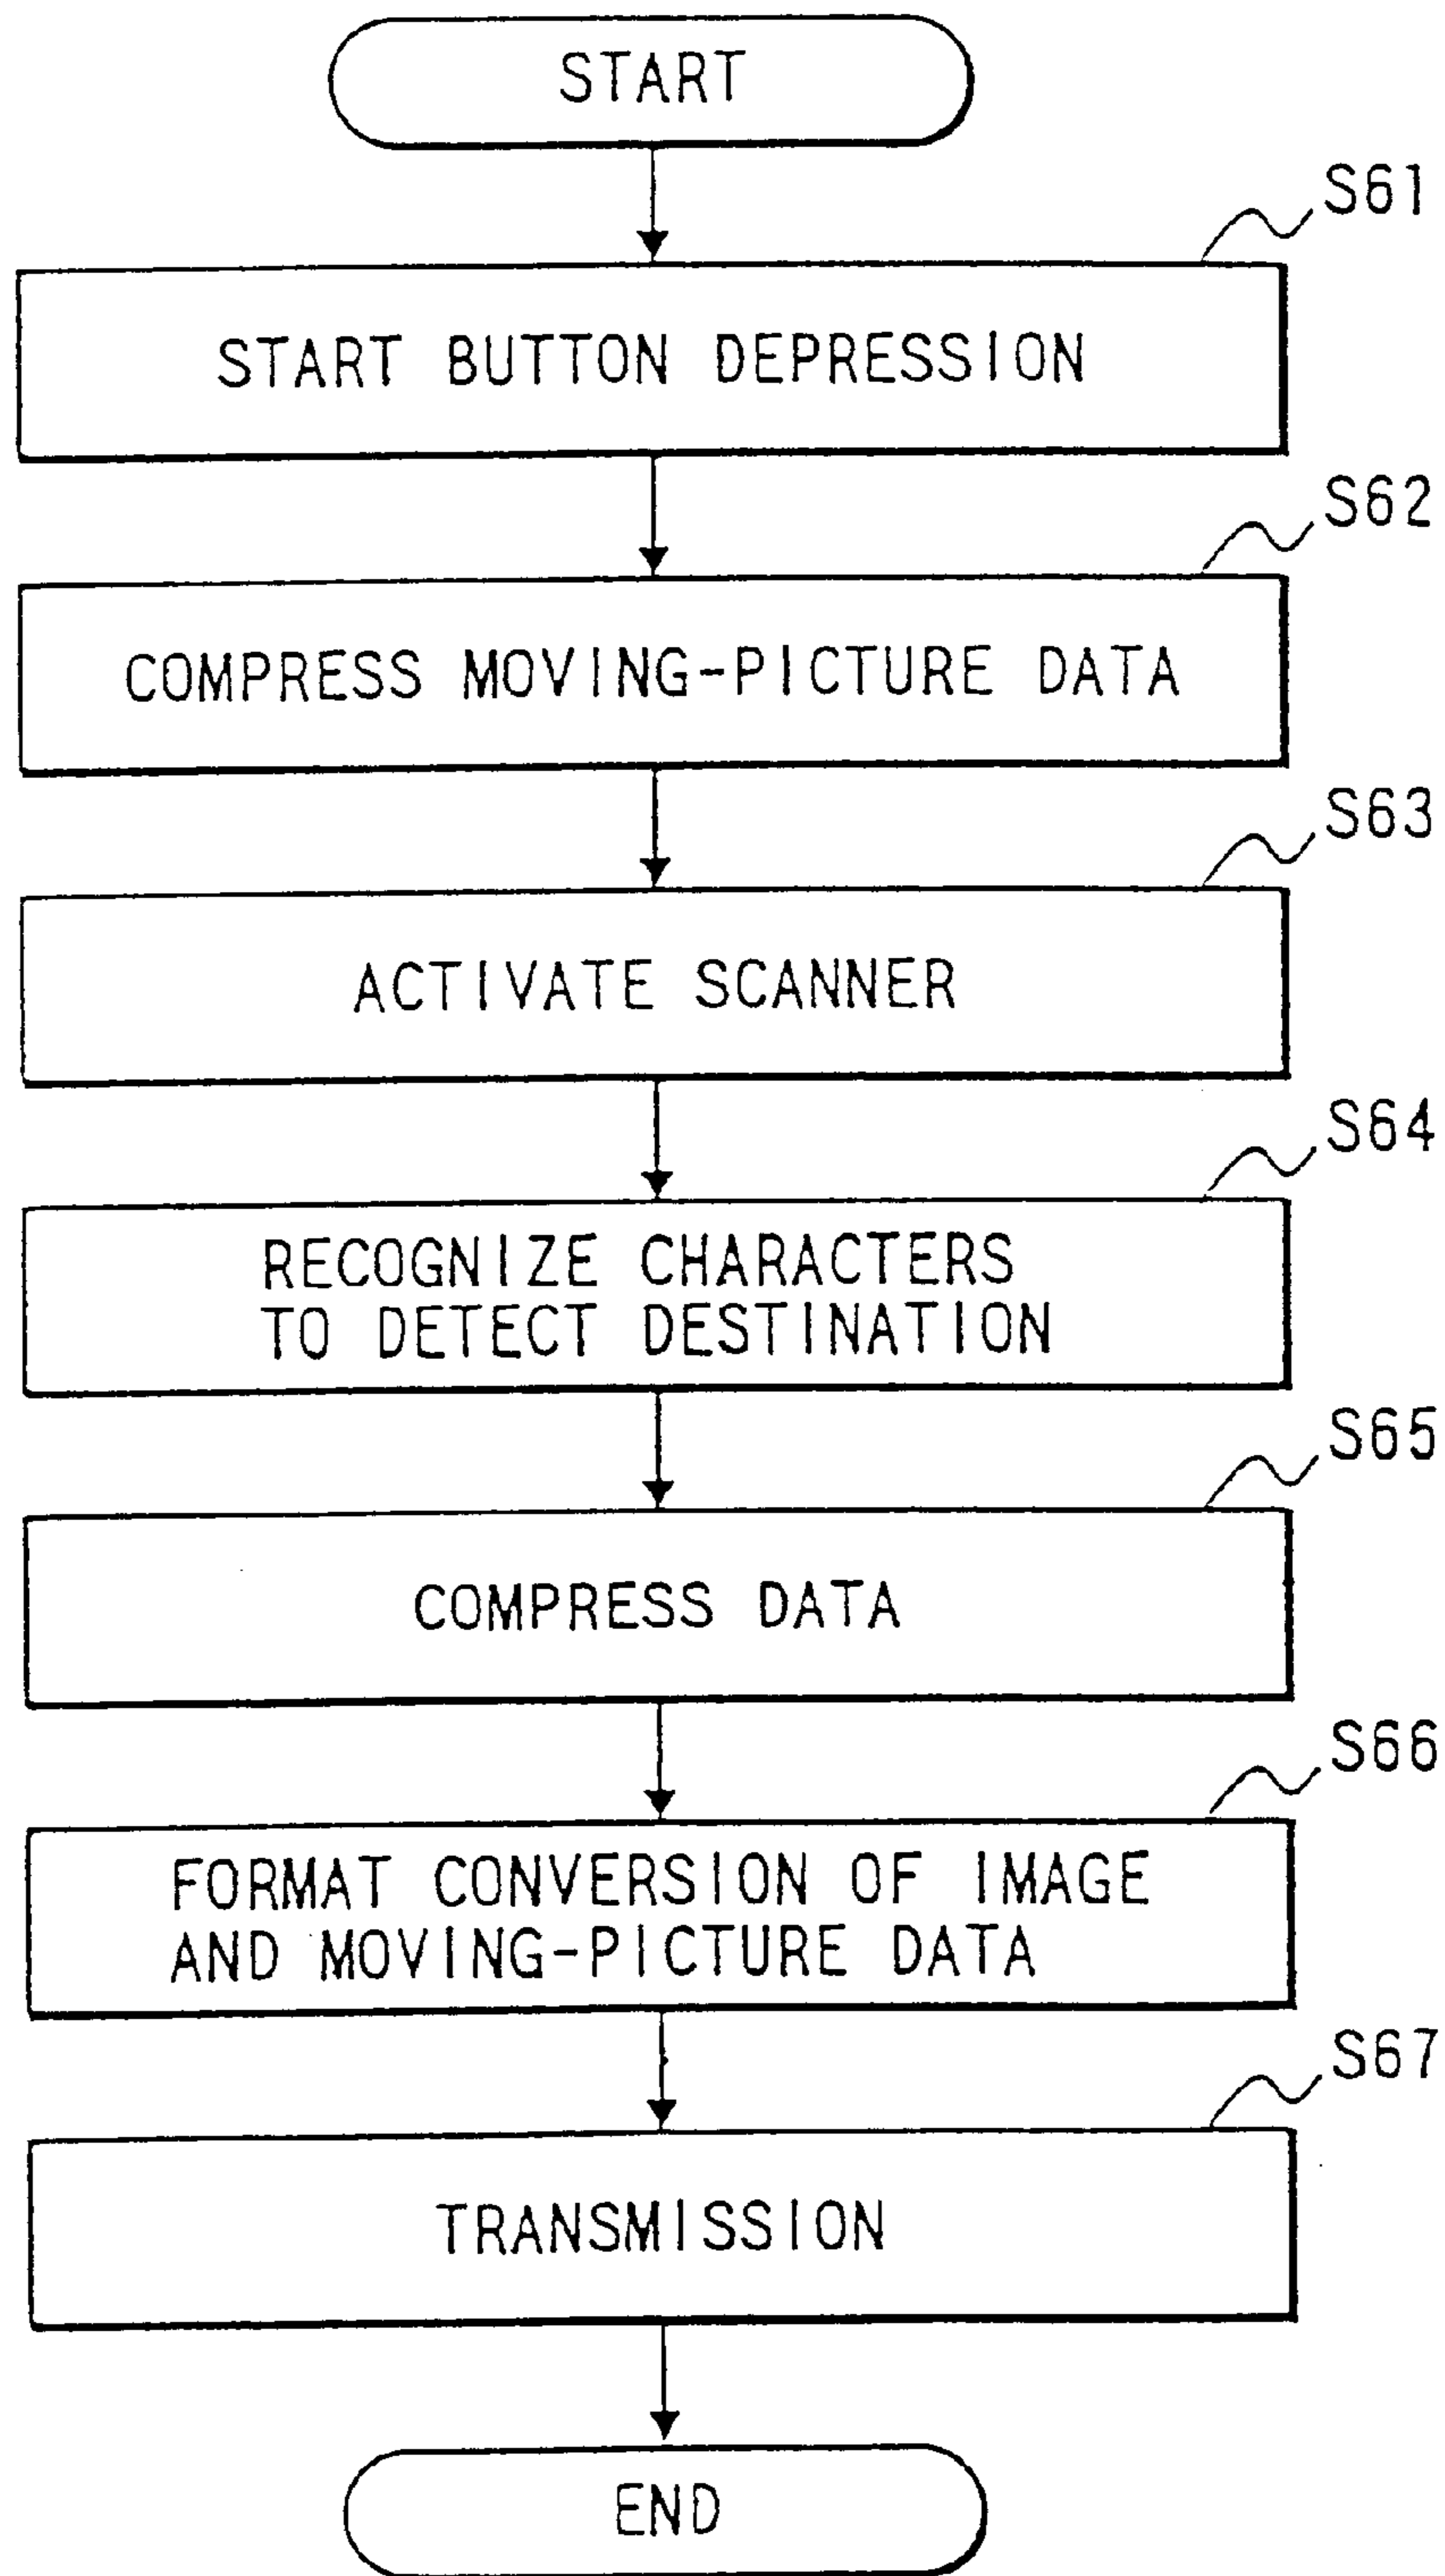 START
S61
START BUTTON DEPRESSION
S62
COMPRESS MOVING-PICTURE DATA
S63
ACTIVATE SCANNER
S64
RECOGNIZE CHARACTERS
TO DETECT DESTINATION
S65
COMPRESS DATA
S66
FORMAT CONVERSION OF IMAGE
AND MOVING-PICTURE DATA
S67
TRANSMISSION
END